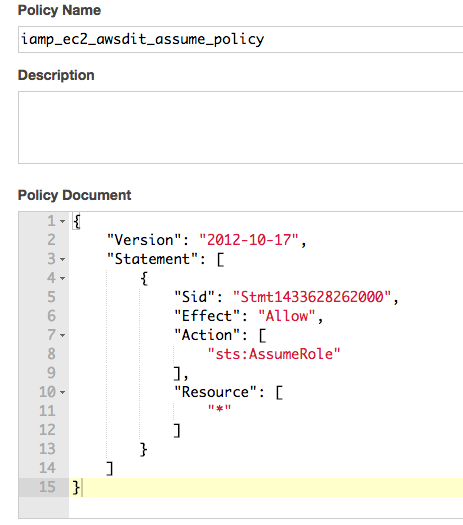 Policy Name
iamp_ec2_awsdit_assume_policy
Description
Policy Document
1 {
2     "Version": "2012-10-17",
3     "Statement": [
4         {
5             "Sid": "Stmt1433628262000",
6             "Effect": "Allow",
7             "Action": [
8                 "sts:AssumeRole"
9             ],
10             "Resource": [
11                 "*"
12             ]
13         }
14     ]
15 }